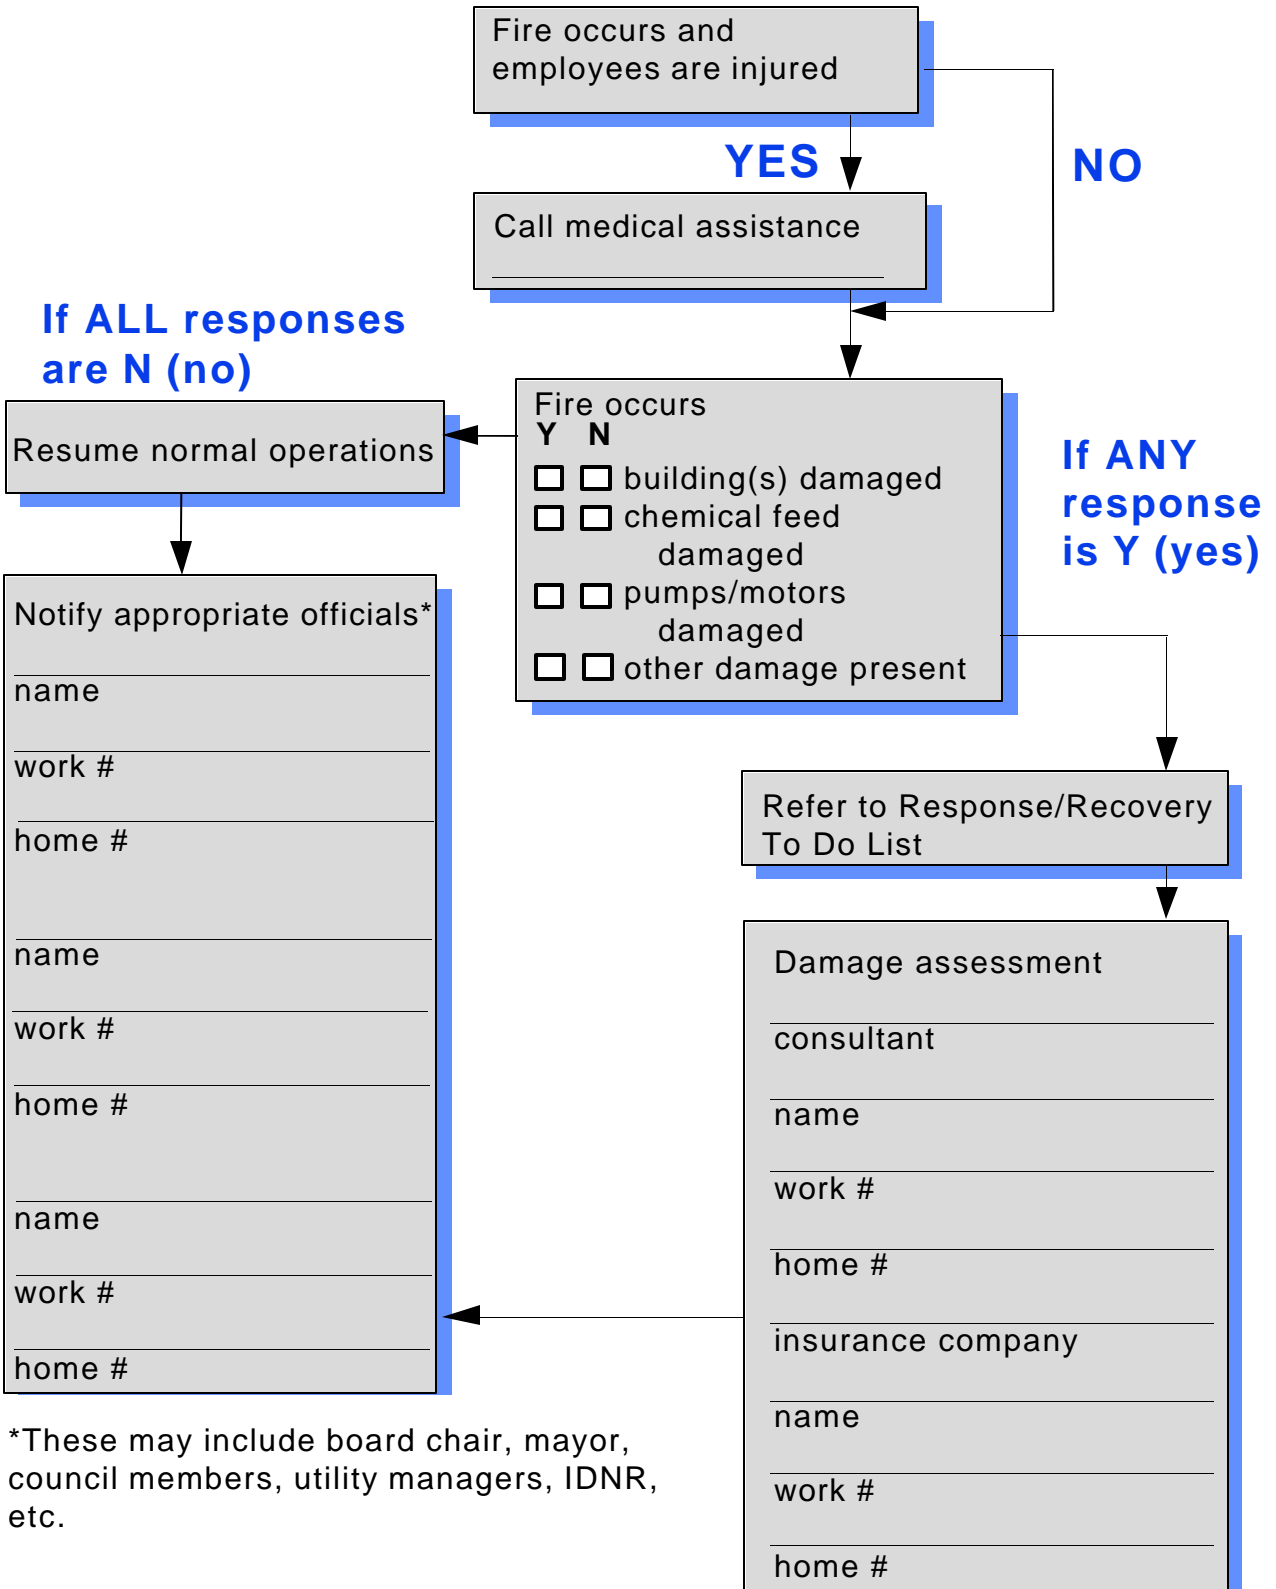 Fire occurs and
employees are injured
YES
NO
Call medical assistance
If ALL responses
are N (no)
Resume normal operations
Fire occurs
Y N
building(s) damaged
chemical feed
damaged
pumps/motors
damaged
other damage present
If ANY
response
is Y (yes)
Notify appropriate officials*
name
work #
home #
name
work #
home #
name
work #
home #
Refer to Response/Recovery
To Do List
Damage assessment
consultant
name
work #
home #
insurance company
name
work #
home #
*These may include board chair, mayor,
council members, utility managers, IDNR,
etc.